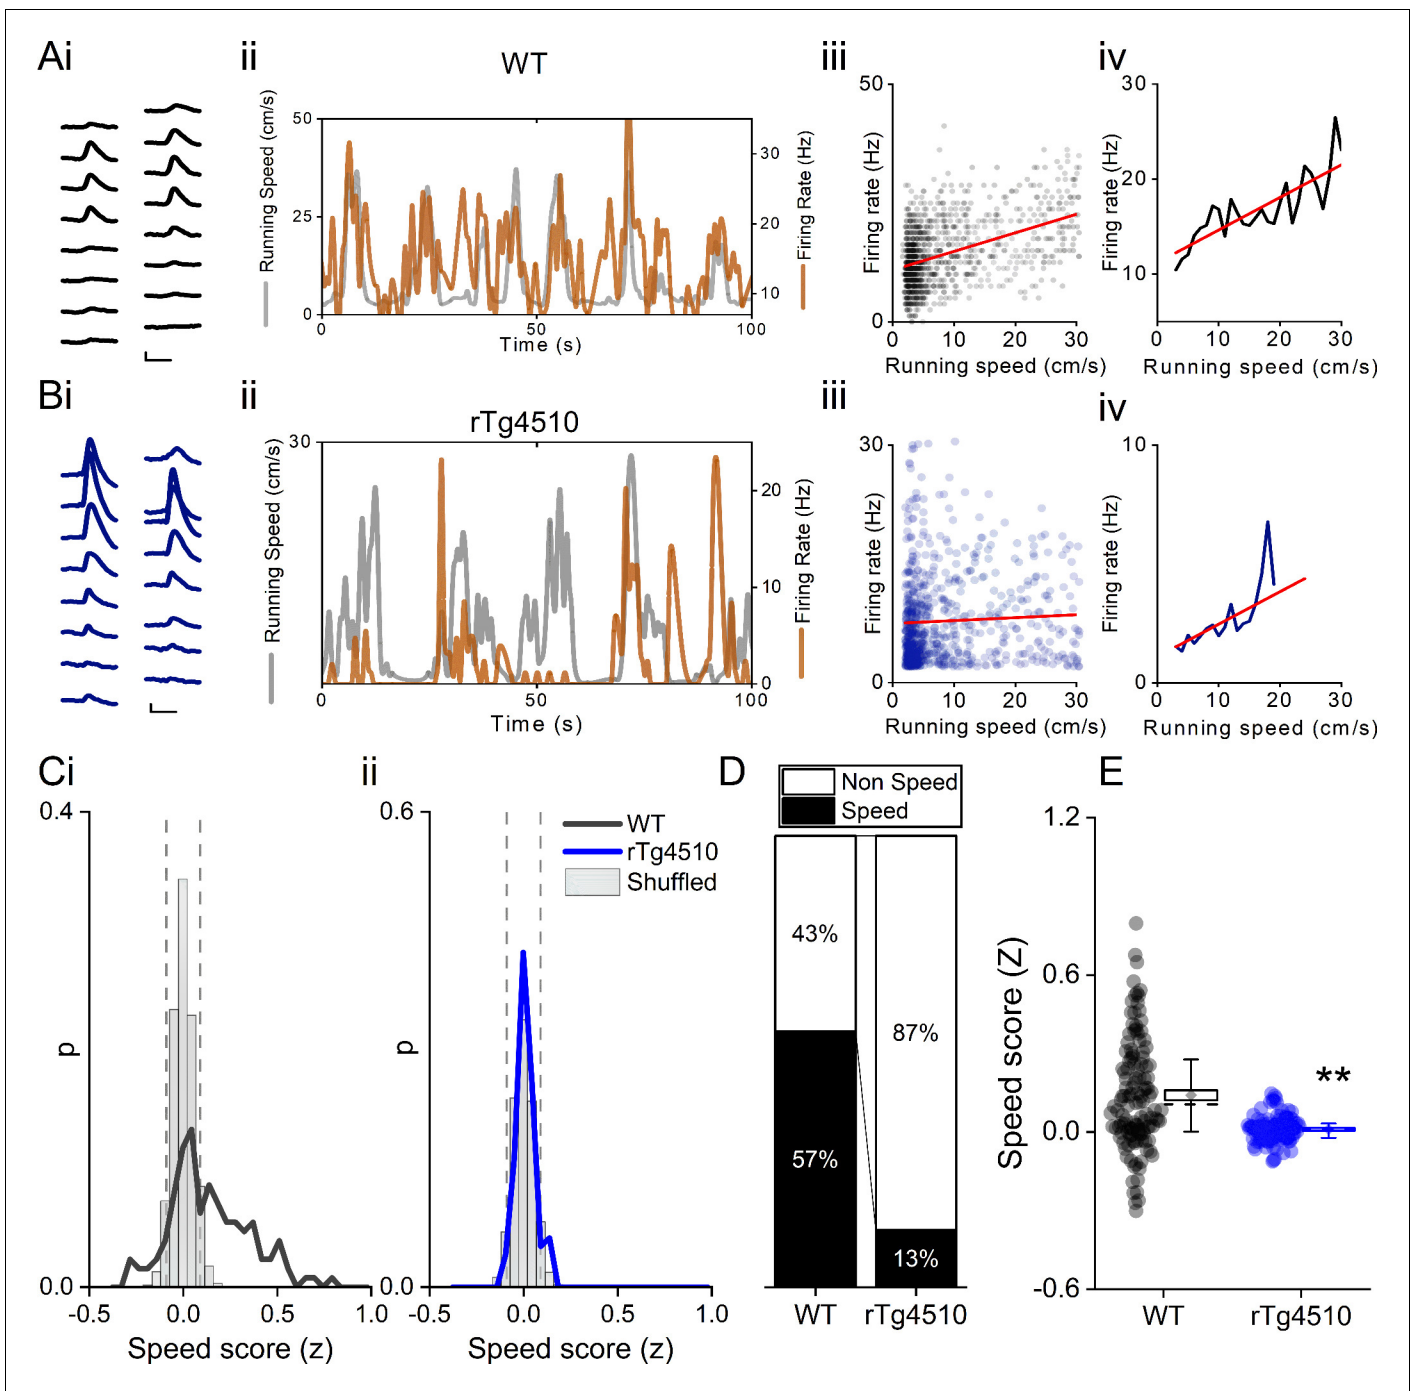 Ai
ii
WT
iii
iv
Running Speed (cm/s)
50
25
0
0
50
100
Time (s)
30
20
10
Firing Rate (Hz)
Firing rate (Hz)
50
0
0
10
20
30
Running speed (cm/s)
Firing rate (Hz)
30
20
10
0
10
20
30
Running speed (cm/s)
Bi
ii
rTg4510
iii
iv
Running Speed (cm/s)
30
0
50
100
Time (s)
20
10
0
Firing Rate (Hz)
Firing rate (Hz)
30
0
0
10
20
30
Running speed (cm/s)
Firing rate (Hz)
10
0
0
10
20
30
Running speed (cm/s)
Ci
0.4
p
0.0
-0.5
0.0
0.5
1.0
Speed score (z)
ii
0.6
p
0.0
-0.5
0.0
0.5
1.0
Speed score (z)
WT
rTg4510
Shuffled
D
Non Speed
Speed
43%
57%
87%
13%
WT
rTg4510
E
Speed score (Z)
1.2
0.6
0.0
-0.6
**
WT
rTg4510